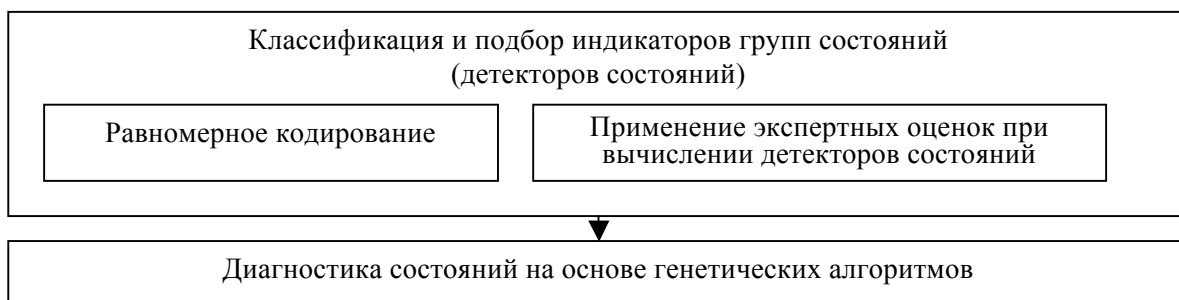 Классификация и подбор индикаторов групп состояний
(детекторов состояний)
Равномерное кодирование
Применение экспертных оценок при
вычислении детекторов состояний
Диагностика состояний на основе генетических алгоритмов